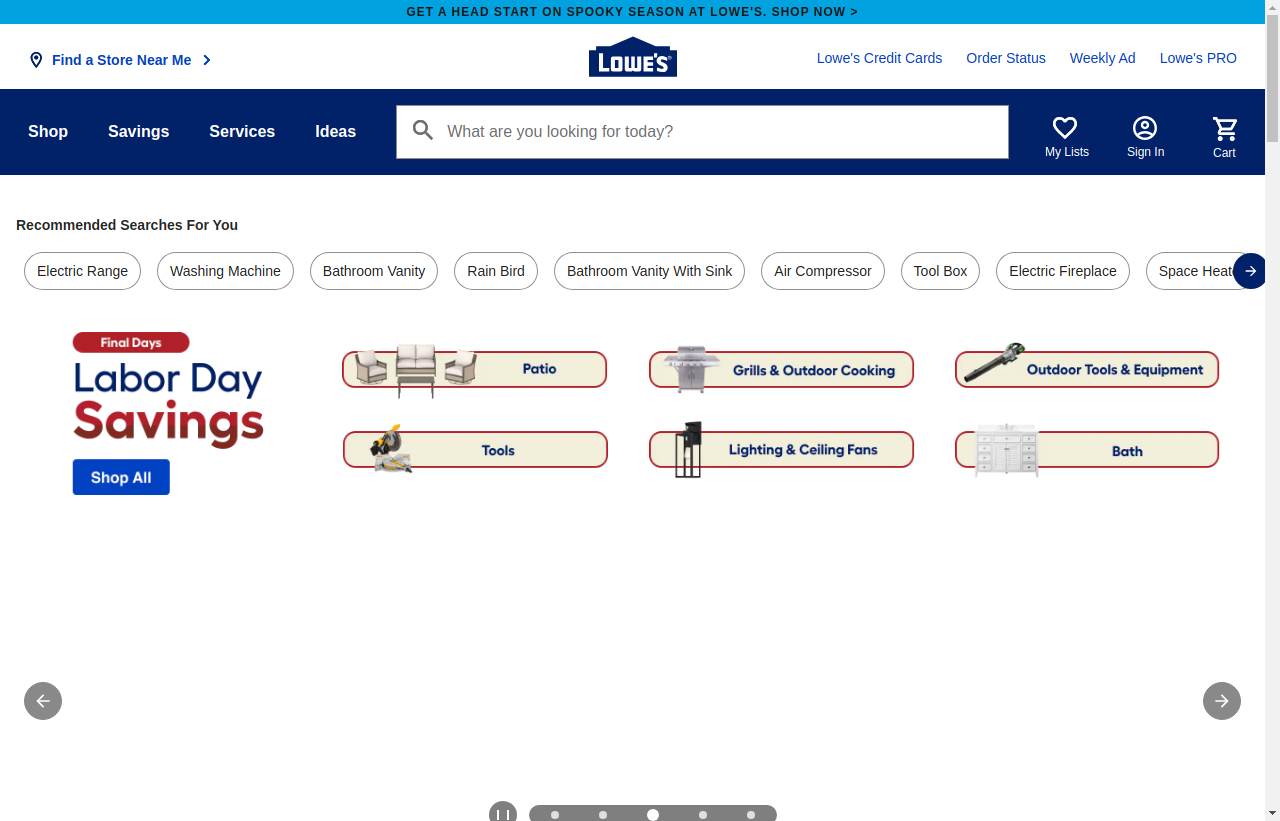 GET A HEAD START ON SPOOKY SEASON AT LOWE'S. SHOP NOW >
Find a Store Near Me
LOWE'S
Lowe's Credit Cards
Order Status
Weekly Ad
Lowe's PRO
Shop
Savings
Services
Ideas
What are you looking for today?
My Lists
Sign In
Cart
Recommended Searches For You
Electric Range
Washing Machine
Bathroom Vanity
Rain Bird
Bathroom Vanity With Sink
Air Compressor
Tool Box
Electric Fireplace
Space Heat
Final Days
Labor Day
Savings
Shop All
Patio
Grills & Outdoor Cooking
Outdoor Tools & Equipment
Tools
Lighting & Ceiling Fans
Bath